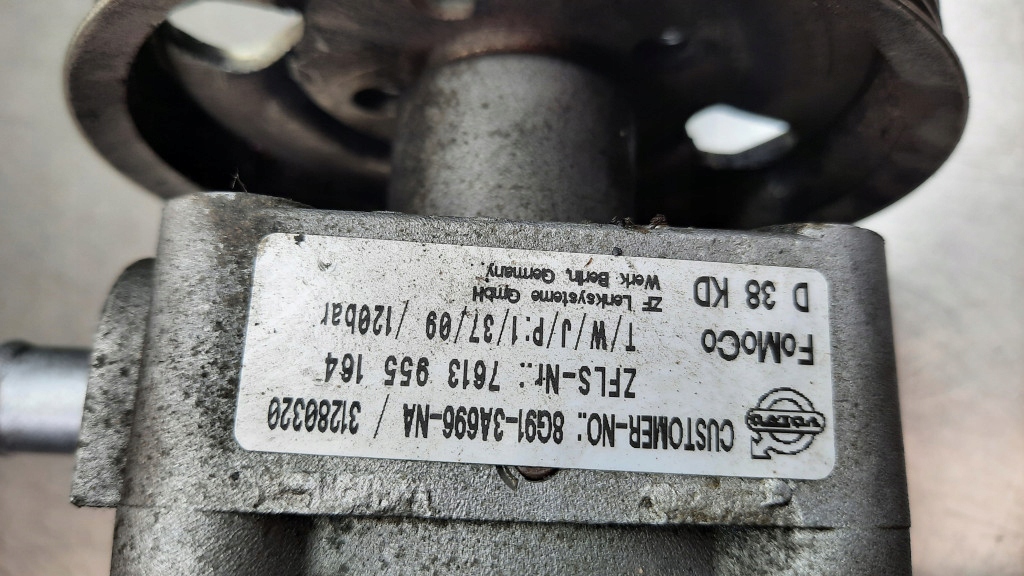 VOLVO
CUSTOMER-NO: 8G91-3A696-NA / 31280320
ZFLS-Nr.: 7613 955 164
FoMoCo
T/W/J/P:1/37/09 /120bar
D 38 KD
ZF Lenksysteme GmbH
Werk Berlin, Germany